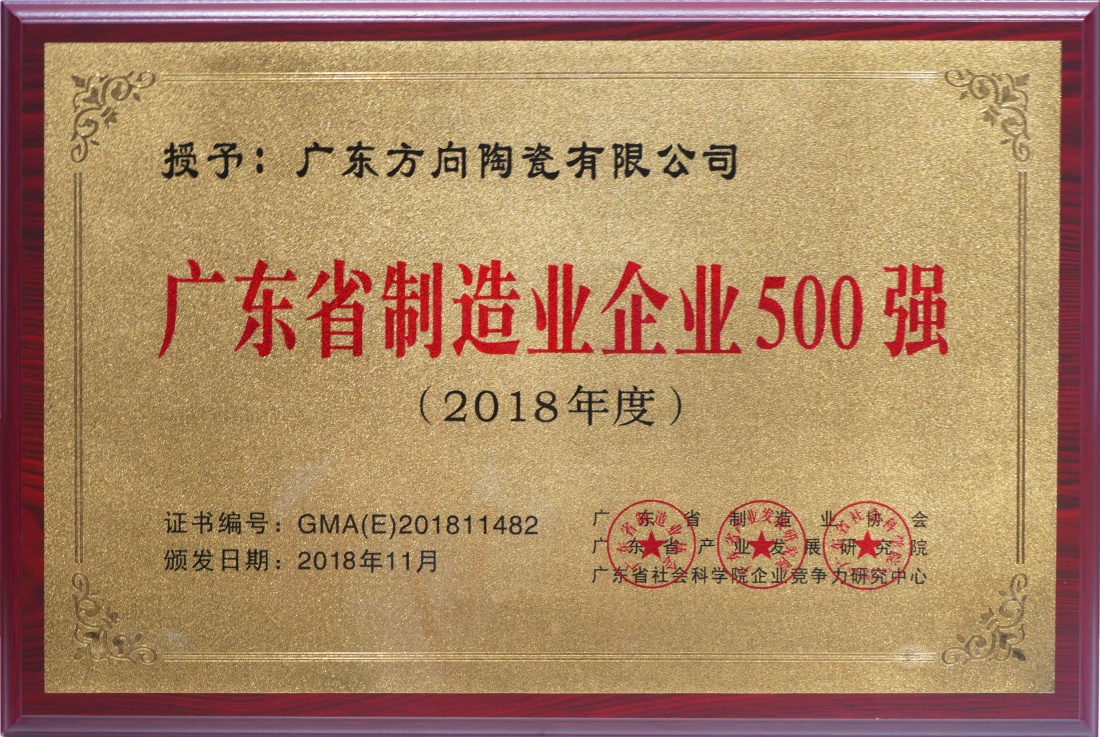 授予：广东方向陶瓷有限公司
广东省制造业企业500强
（2018年度）
证书编号：GMA(E)201811482
颁发日期：2018年11月
广东省制造业协会
广东省产业发展研究院
广东省社会科学院企业竞争力研究中心